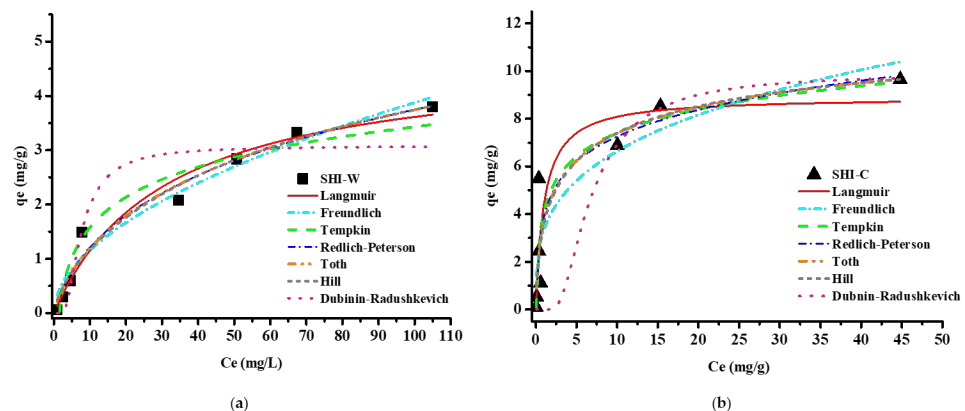 5
4
3
2
1
0
qe (mg/g)
SHI-W
Langmuir
Freundlich
Tempkin
Redlich-Peterson
Toth
Hill
Dubinin-Radushkevich
0 10 20 30 40 50 60 70 80 90 100 110
Ce (mg/L)
(a)
12
10
8
6
4
2
0
qe (mg/g)
SHI-C
Langmuir
Freundlich
Tempkin
Redlich-Peterson
Toth
Hill
Dubnin-Radushkevich
0 5 10 15 20 25 30 35 40 45 50
Ce (mg/g)
(b)